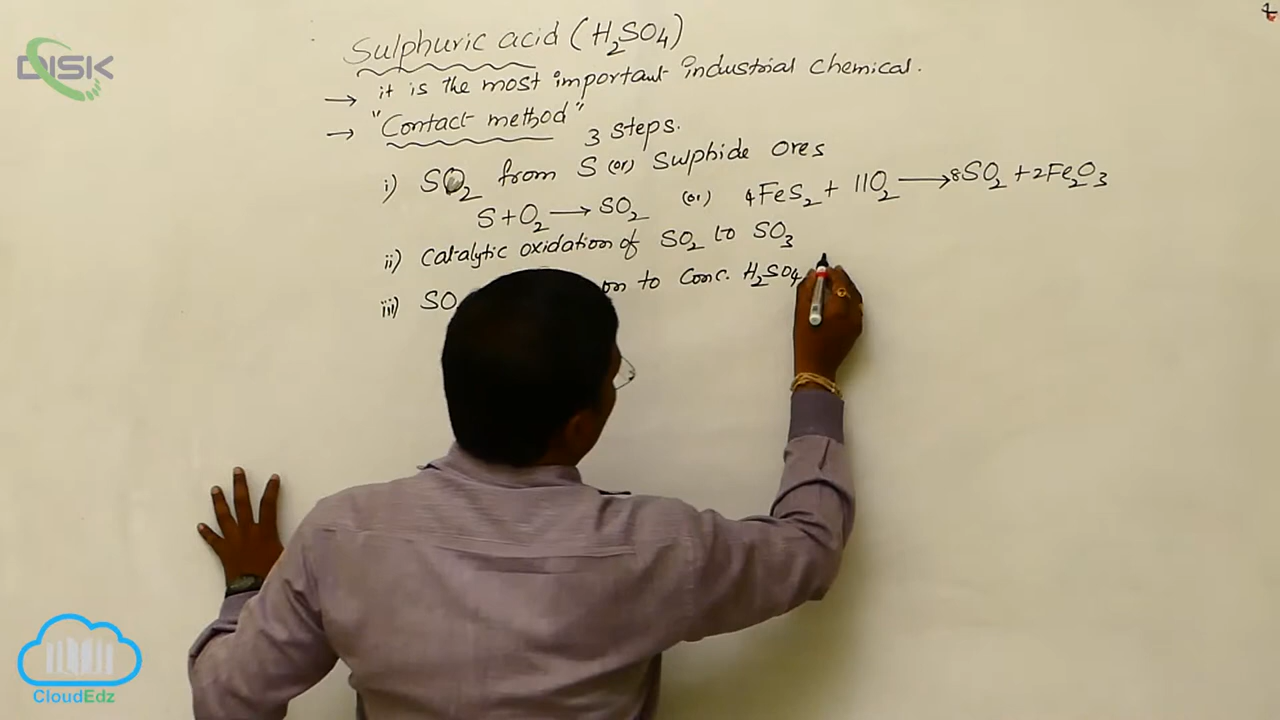 DISK
Sulphuric acid (H₂SO₄)
→ it is the most important industrial chemical.
→ "Contact method" 3 steps.
i) SO₂ from S (or) Sulphide Ores
S + O₂ → SO₂ (or) 4FeS₂ + 11O₂ → 8SO₂ + 2Fe₂O₃
ii) Catalytic oxidation of SO₂ to SO₃
iii) SO to Conc. H₂SO₄
CloudEdz